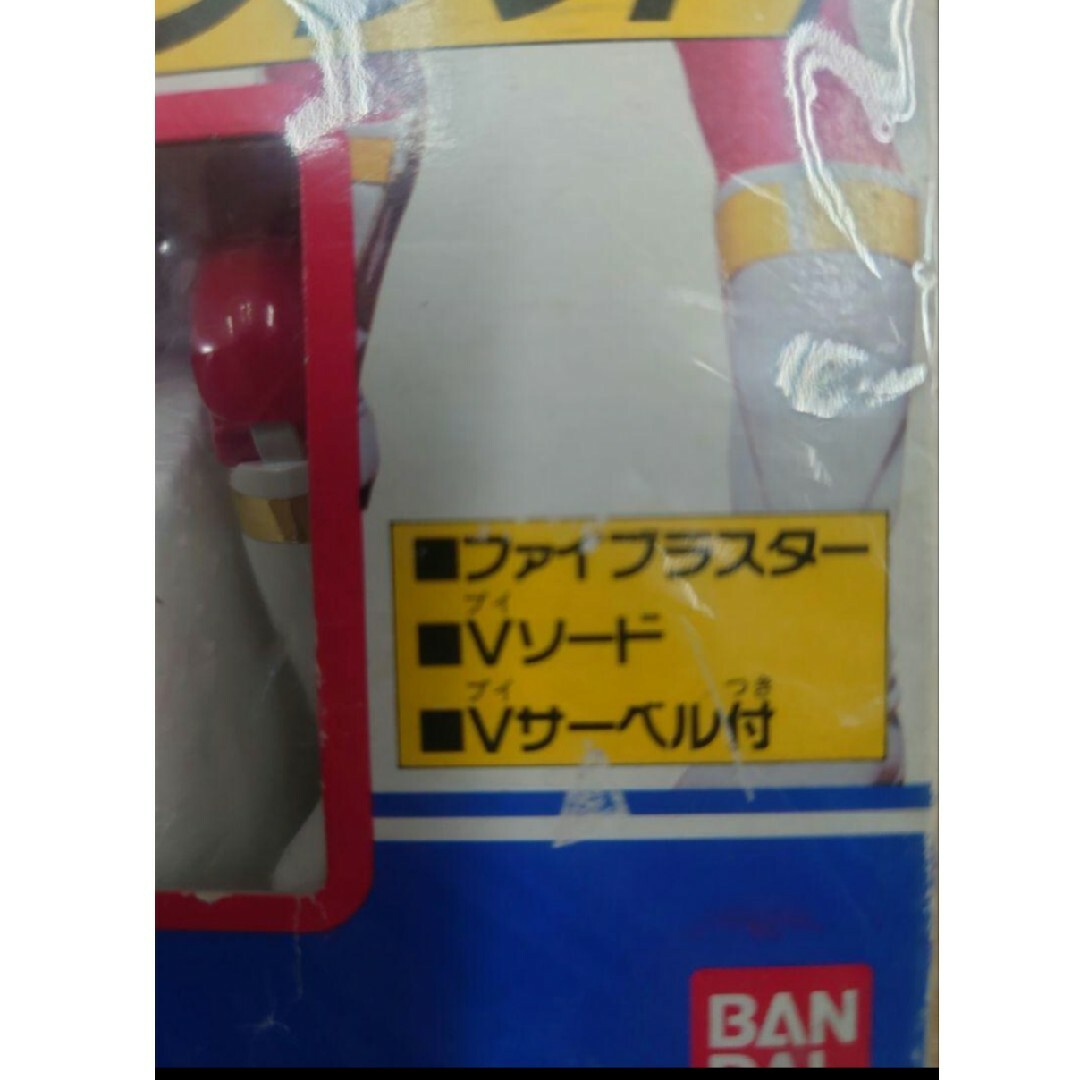 ■ファイブラスター
ブイ
■Vソード
ブイ つき
■Vサーベル付
BAN
DAI